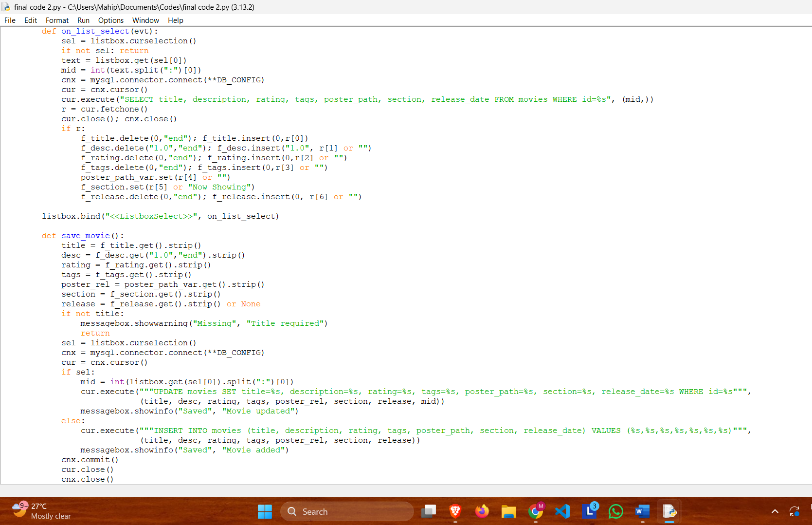 final code 2.py - C:\Users\Mahip\Documents\Codes\final code 2.py (3.13.2)
File Edit Format Run Options Window Help
def on_list_select(evt):
sel = listbox.curselection()
if not sel: return
text = listbox.get(sel[0])
mid = int(text.split(":")[0])
cnx = mysql.connector.connect(**DB_CONFIG)
cur = cnx.cursor()
cur.execute("SELECT title, description, rating, tags, poster_path, section, release_date FROM movies WHERE id=%s", (mid,))
r = cur.fetchone()
cur.close(); cnx.close()
if r:
f_title.delete(0,"end"); f_title.insert(0,r[0])
f_desc.delete("1.0","end"); f_desc.insert("1.0", r[1] or "")
f_rating.delete(0,"end"); f_rating.insert(0,r[2] or "")
f_tags.delete(0,"end"); f_tags.insert(0,r[3] or "")
poster_path_var.set(r[4] or "")
f_section.set(r[5] or "Now Showing")
f_release.delete(0,"end"); f_release.insert(0, r[6] or "")
listbox.bind("<<ListboxSelect>>", on_list_select)
def save_movie():
title = f_title.get().strip()
desc = f_desc.get("1.0","end").strip()
rating = f_rating.get().strip()
tags = f_tags.get().strip()
poster_rel = poster_path_var.get().strip()
section = f_section.get().strip()
release = f_release.get().strip() or None
if not title:
messagebox.showwarning("Missing", "Title required")
return
sel = listbox.curselection()
cnx = mysql.connector.connect(**DB_CONFIG)
cur = cnx.cursor()
if sel:
mid = int(listbox.get(sel[0]).split(":")[0])
cur.execute("""UPDATE movies SET title=%s, description=%s, rating=%s, tags=%s, poster_path=%s, section=%s, release_date=%s WHERE id=%s""",
(title, desc, rating, tags, poster_rel, section, release, mid))
messagebox.showinfo("Saved", "Movie updated")
else:
cur.execute("""INSERT INTO movies (title, description, rating, tags, poster_path, section, release_date) VALUES (%s,%s,%s,%s,%s,%s,%s)""",
(title, desc, rating, tags, poster_rel, section, release))
messagebox.showinfo("Saved", "Movie added")
cnx.commit()
cur.close()
cnx.close()
27°C
Mostly clear
Search